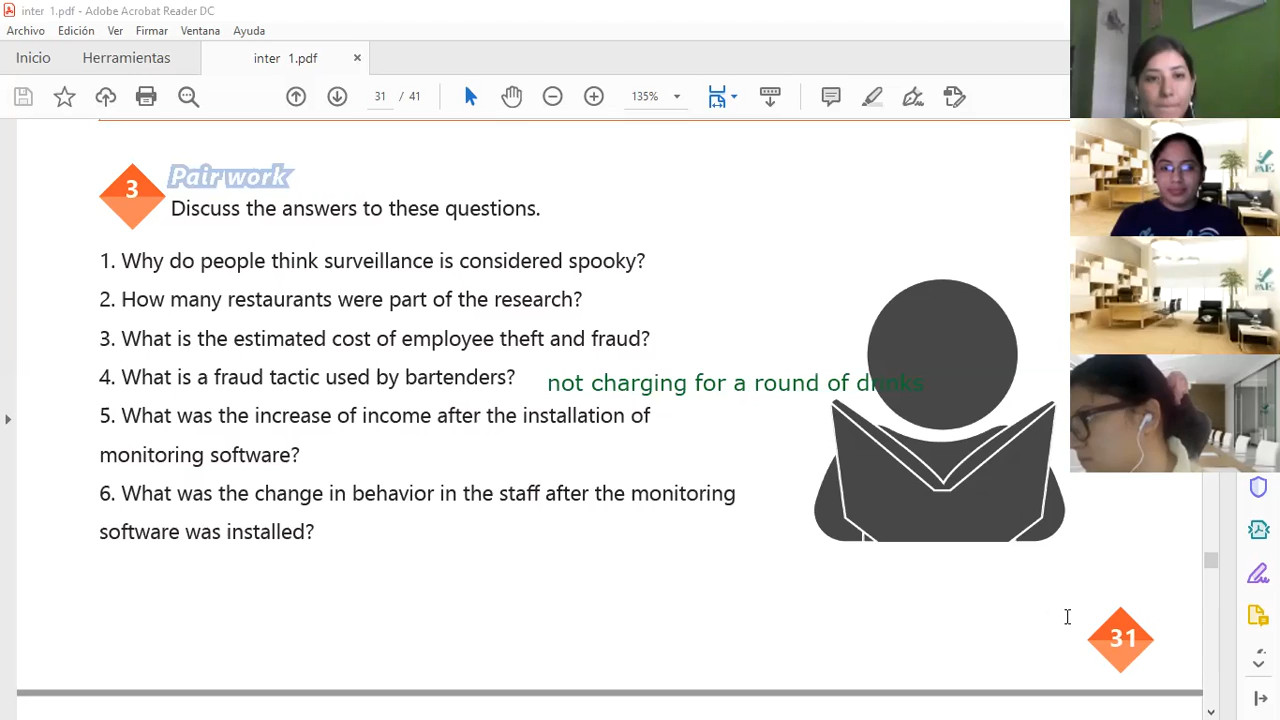 inter 1.pdf - Adobe Acrobat Reader DC
Archivo Edición Ver Firmar Ventana Ayuda
Inicio Herramientas inter 1.pdf ×
31 / 41 135%
3 Pair work
Discuss the answers to these questions.
1. Why do people think surveillance is considered spooky?
2. How many restaurants were part of the research?
3. What is the estimated cost of employee theft and fraud?
4. What is a fraud tactic used by bartenders? not charging for a round of drinks
5. What was the increase of income after the installation of
monitoring software?
6. What was the change in behavior in the staff after the monitoring
software was installed?
31
PAE
PAE